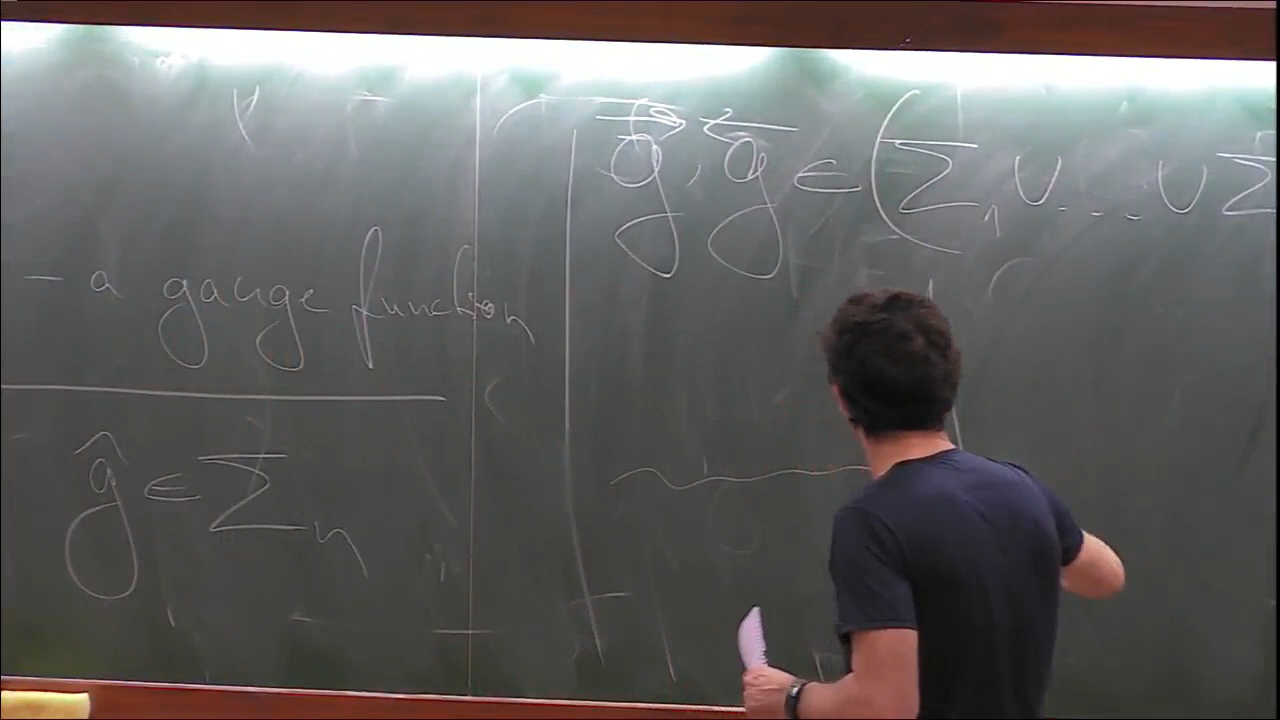 - a gauge function
ĝ ∈ Σn
g, g ∈ (Σ1 ∪ ... ∪ Σ